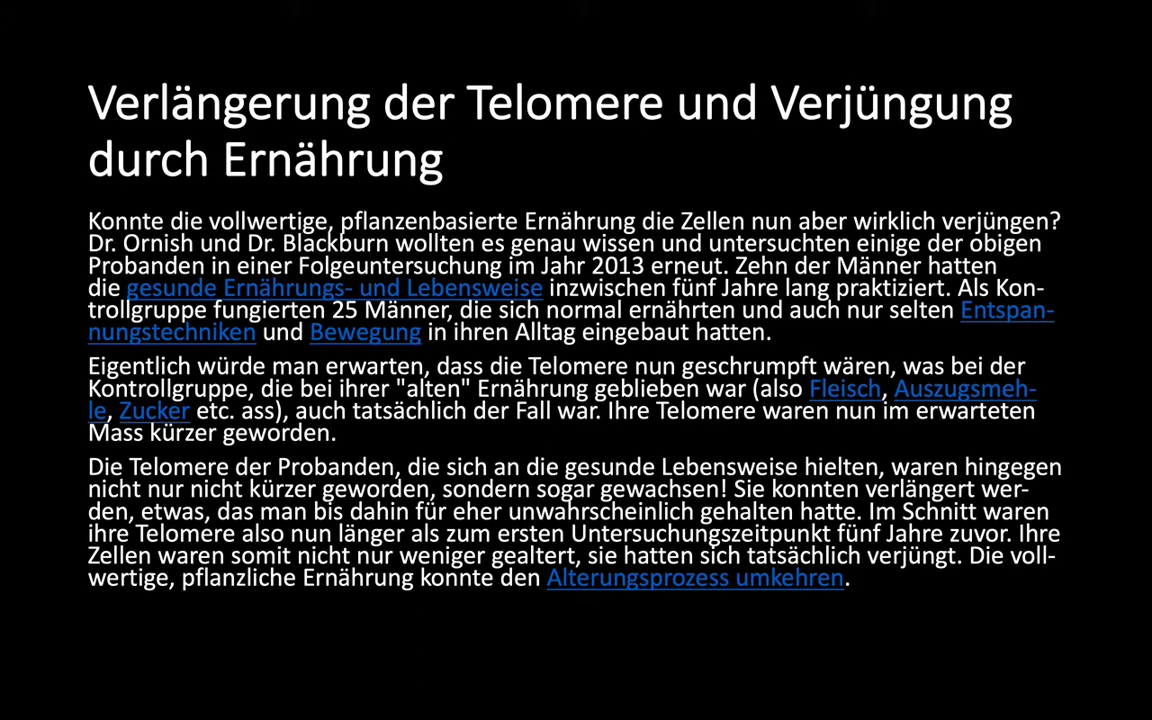 Verlängerung der Telomere und Verjüngung
durch Ernährung
Konnte die vollwertige, pflanzenbasierte Ernährung die Zellen nun aber wirklich verjüngen?
Dr. Ornish und Dr. Blackburn wollten es genau wissen und untersuchten einige der obigen
Probanden in einer Folgeuntersuchung im Jahr 2013 erneut. Zehn der Männer hatten
die gesunde Ernährungs- und Lebensweise inzwischen fünf Jahre lang praktiziert. Als Kon-
trollgruppe fungierten 25 Männer, die sich normal ernährten und auch nur selten Entspan-
nungstechniken und Bewegung in ihren Alltag eingebaut hatten.
Eigentlich würde man erwarten, dass die Telomere nun geschrumpft wären, was bei der
Kontrollgruppe, die bei ihrer "alten" Ernährung geblieben war (also Fleisch, Auszugsmeh-
le, Zucker etc. ass), auch tatsächlich der Fall war. Ihre Telomere waren nun im erwarteten
Mass kürzer geworden.
Die Telomere der Probanden, die sich an die gesunde Lebensweise hielten, waren hingegen
nicht nur nicht kürzer geworden, sondern sogar gewachsen! Sie konnten verlängert wer-
den, etwas, das man bis dahin für eher unwahrscheinlich gehalten hatte. Im Schnitt waren
ihre Telomere also nun länger als zum ersten Untersuchungszeitpunkt fünf Jahre zuvor. Ihre
Zellen waren somit nicht nur weniger gealtert, sie hatten sich tatsächlich verjüngt. Die voll-
wertige, pflanzliche Ernährung konnte den Alterungsprozess umkehren.